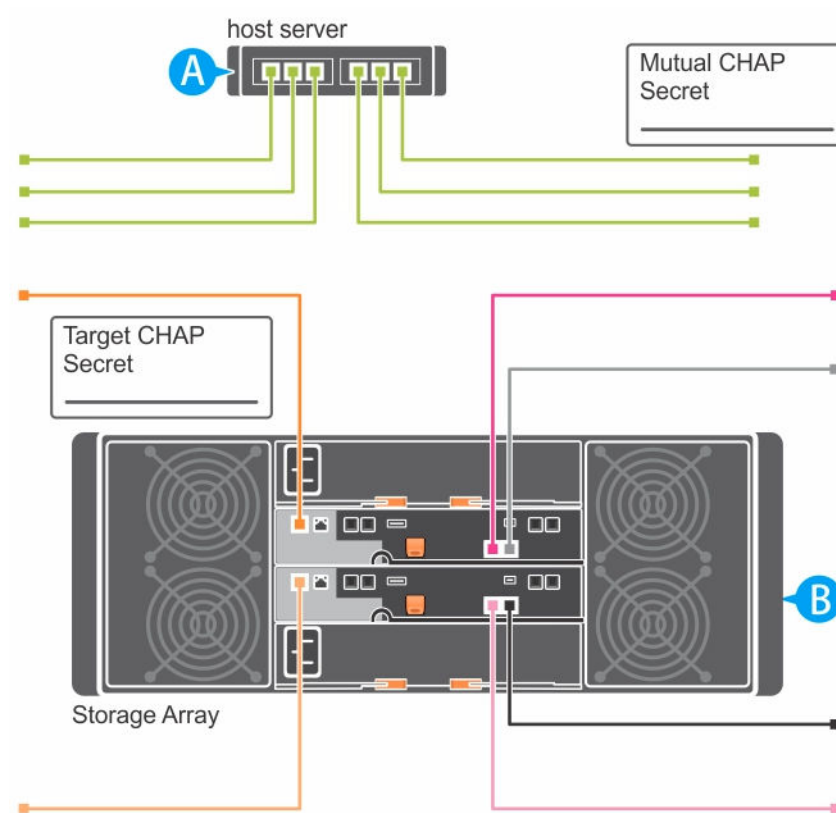 host server
A
Mutual CHAP
Secret
Target CHAP
Secret
B
Storage Array